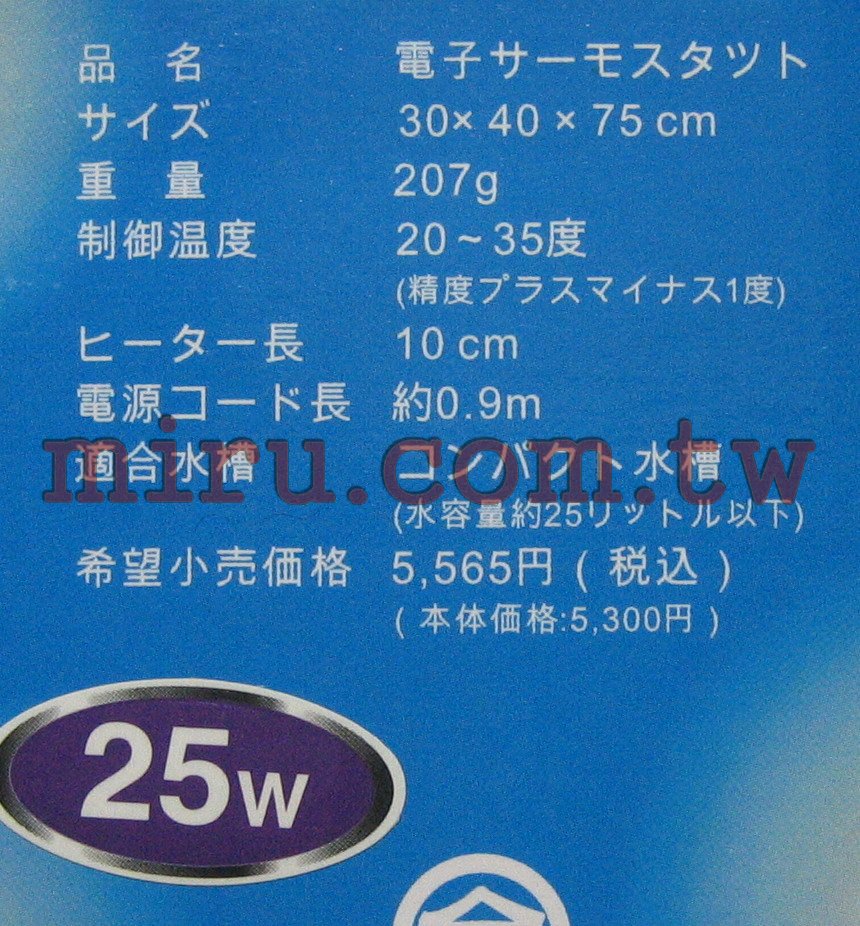 品 名 電子サーモスタツト
サイズ 30× 40 × 75 cm
重 量 207g
制御温度 20～35度
(精度プラスマイナス1度)
ヒーター長 10 cm
電源コード長 約0.9m
適合水槽 コンパクト水槽
miru.com.tw
(水容量約25リットル以下)
希望小売価格 5,565円 ( 税込 )
( 本体価格:5,300円 )
25W